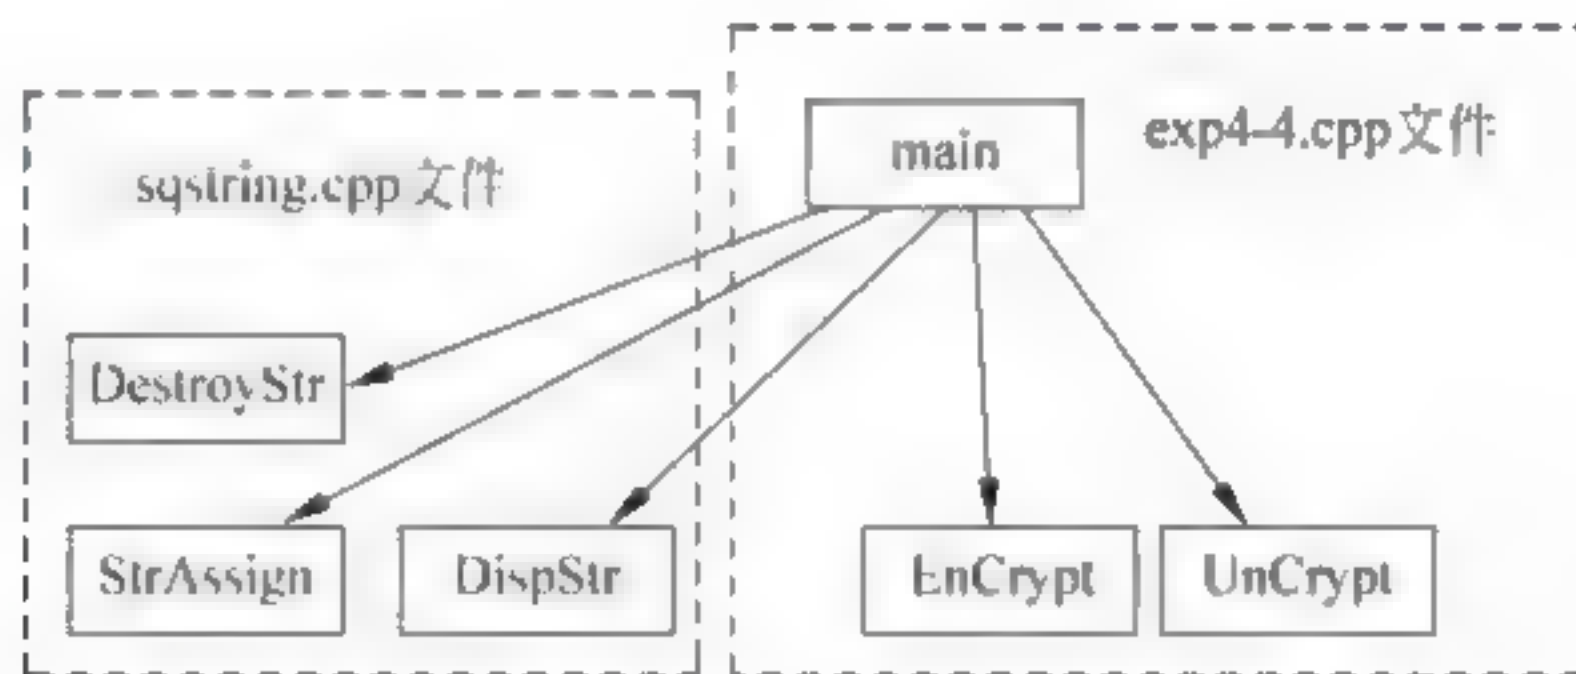 main
exp4-4.cpp文件
sqstring.cpp 文件
DestroyStr
StrAssign
DispStr
EnCrypt
UnCrypt